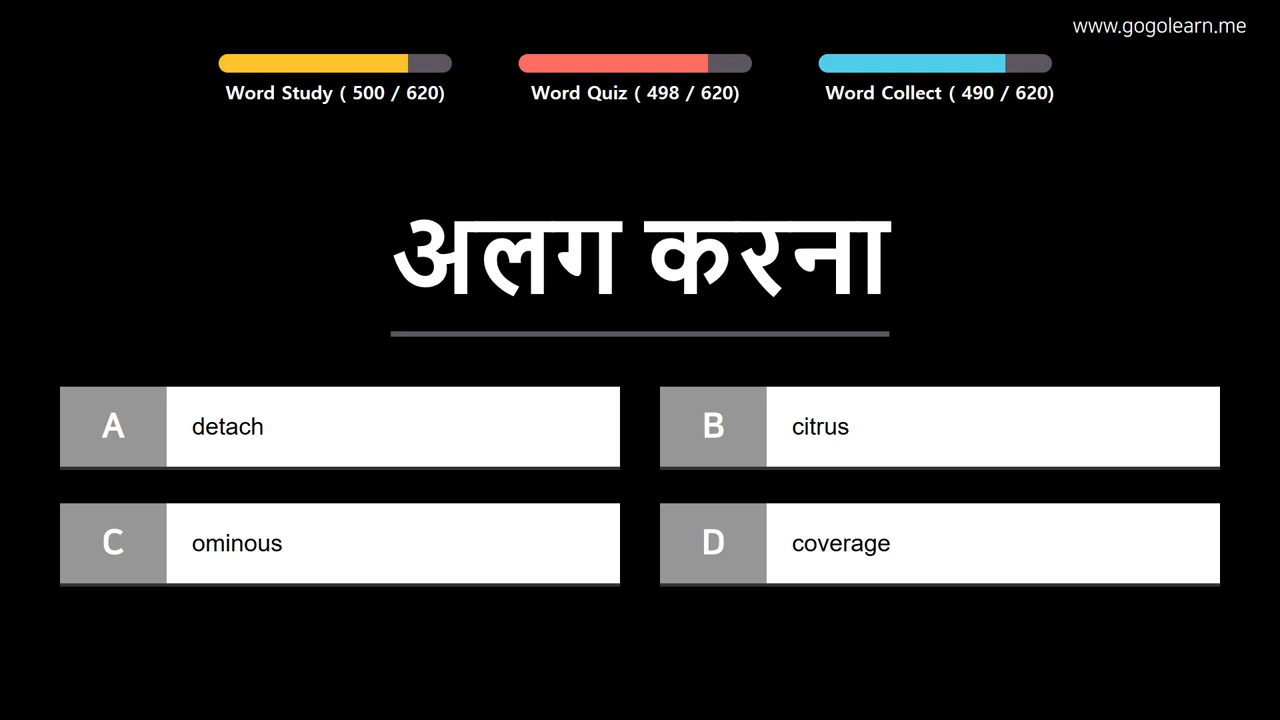 www.gogolearn.me
Word Study ( 500 / 620)
Word Quiz ( 498 / 620)
Word Collect ( 490 / 620)
अलग करना
A detach
B citrus
C ominous
D coverage